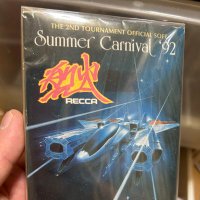 THE 2ND TOURNAMENT OFFICIAL SOFT
Summer Carnival '92
烈火
RECCA